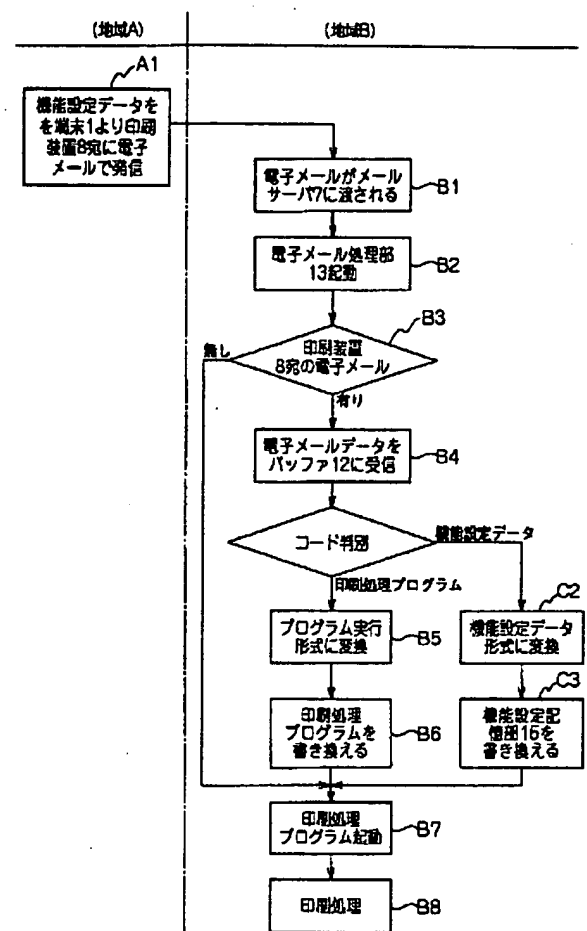 (地域A)
(地域B)
A1
機能設定データを
を端末1より印刷
装置8宛に電子
メールで発信
電子メールがメール
サーバ7に渡される
B1
電子メール処理部
13起動
B2
B3
印刷装置
8宛の電子メール
無し
有り
電子メールデータを
バッファ12に受信
B4
コード判別
機能設定データ
印刷処理プログラム
プログラム実行
形式に変換
B5
C2
機能設定データ
形式に変換
印刷処理
プログラムを
書き換える
B6
C3
機能設定記
憶部16を
書き換える
印刷処理
プログラム起動
B7
印刷処理
B8